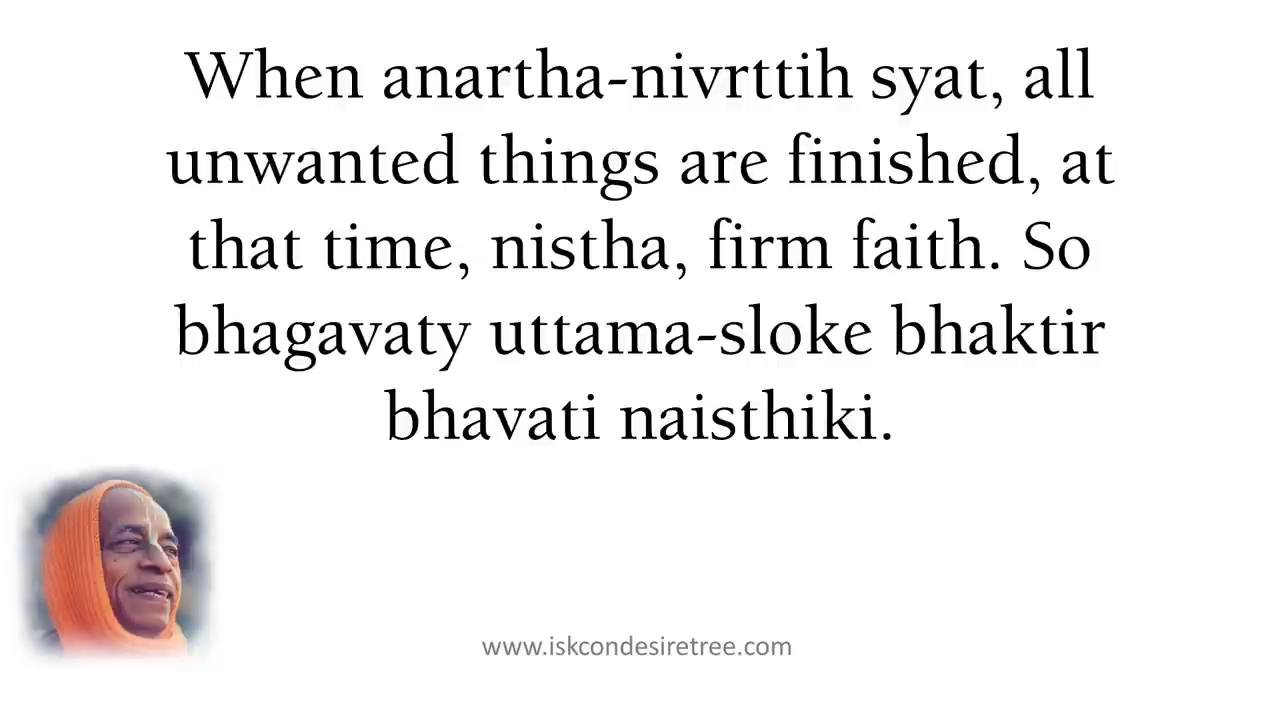 When anartha-nivrttih syat, all
unwanted things are finished, at
that time, nistha, firm faith. So
bhagavaty uttama-sloke bhaktir
bhavati naisthiki.
www.iskcondesiretree.com